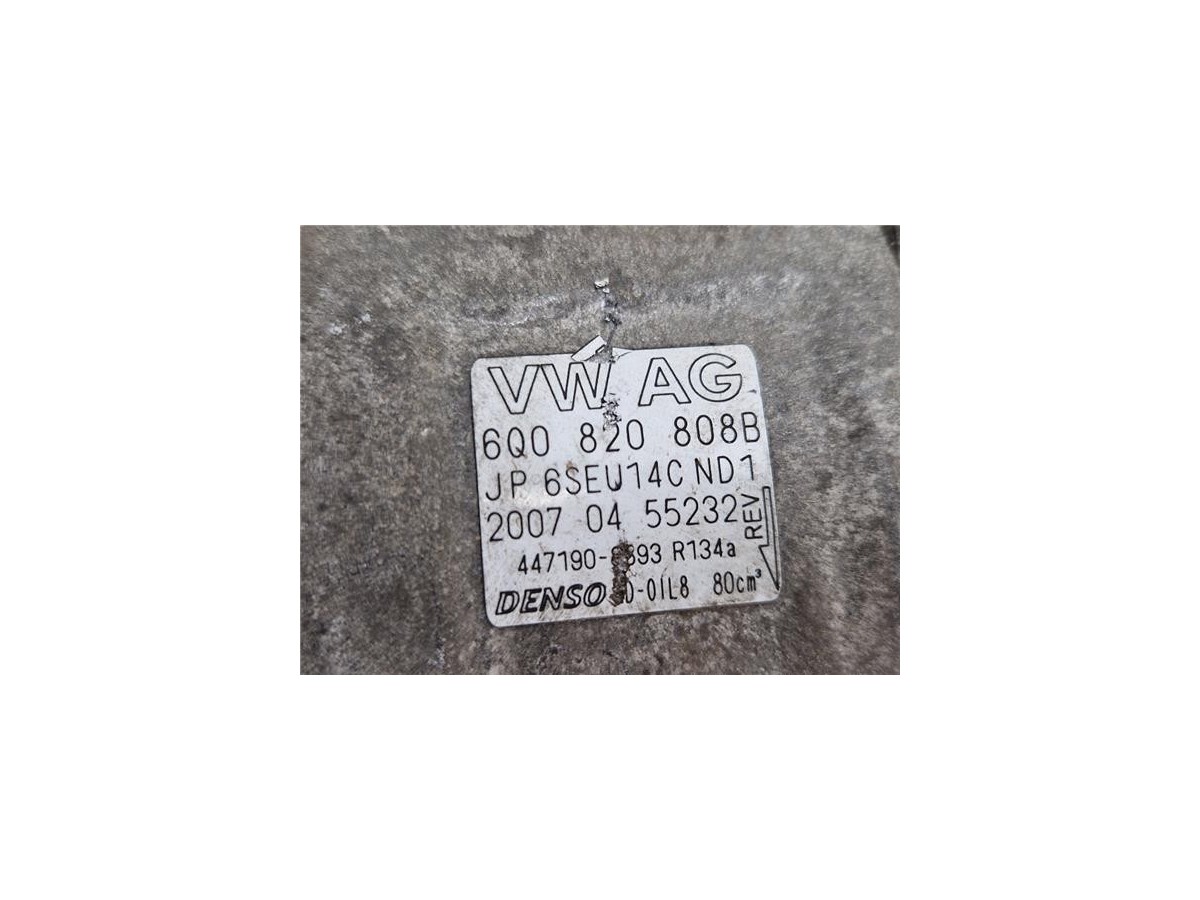 VW AG
6Q0 820 808B
JP 6SEU14C ND1
2007 04 55232
REV
R134a
DENSO 80cm³